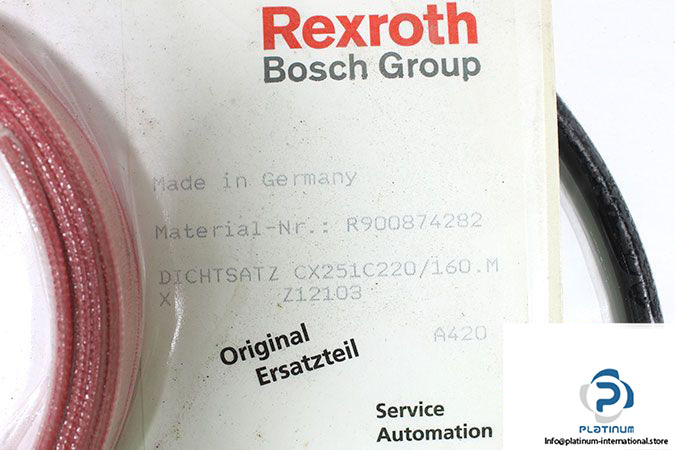 Rexroth
Bosch Group
Made in Germany
Material-Nr.: R900874282
DICHTSATZ CX251C220/160.M
X Z12103
A420
Original
Ersatzteil
Service
Automation
PLATINUM
Info@platinum-international.store